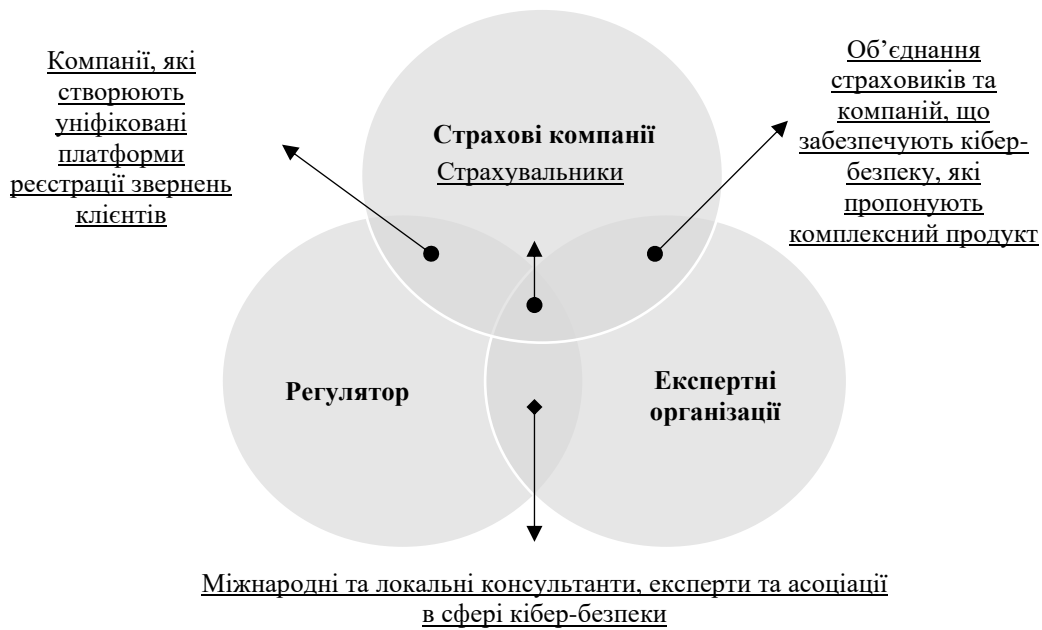 Компанії, які
створюють
уніфіковані
платформи
реєстрації звернень
клієнтів
Страхові компанії
Страхувальники
Об’єднання
страховиків та
компаній, що
забезпечують кібер-
безпеку, які
пропонують
комплексний продукт
Регулятор
Експертні
організації
Міжнародні та локальні консультанти, експерти та асоціації
в сфері кібер-безпеки